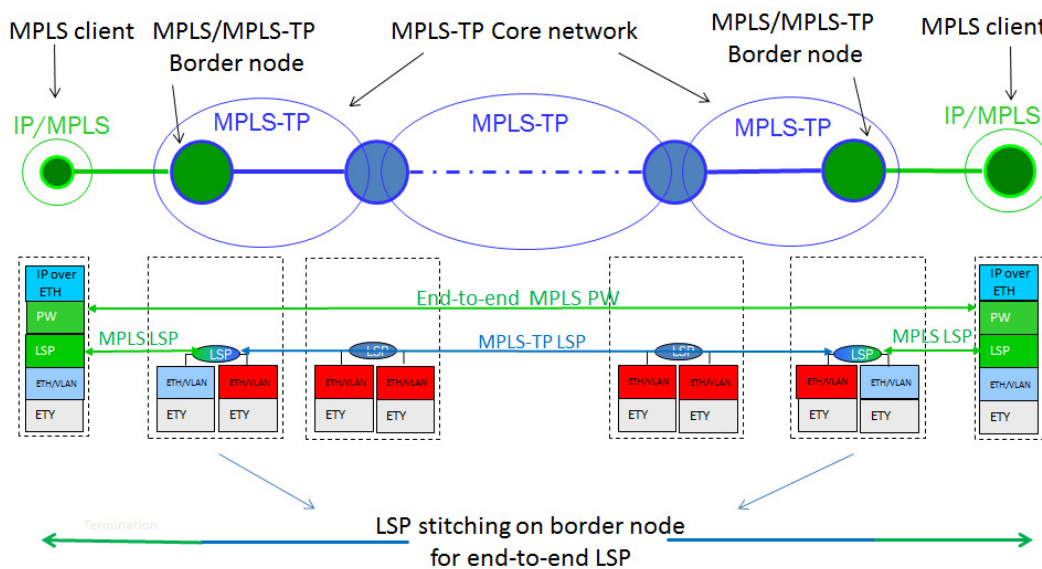 MPLS client
MPLS/MPLS-TP
Border node
MPLS-TP Core network
MPLS/MPLS-TP
Border node
MPLS client
IP/MPLS
MPLS-TP
MPLS-TP
MPLS-TP
IP/MPLS
IP over
ETH
PW
LSP
ETH/VLAN
ETY
End-to-end MPLS PW
MPLS LSP
LSP
ETH/VLAN
ETH/VLAN
ETY
ETY
LSP
ETH/VLAN
ETH/VLAN
ETY
ETY
MPLS-TP LSP
LSP
ETH/VLAN
ETH/VLAN
ETY
ETY
LSP
ETH/VLAN
ETH/VLAN
ETY
ETY
MPLS LSP
IP over
ETH
PW
LSP
ETH/VLAN
ETY
Termination
LSP stitching on border node
for end-to-end LSP